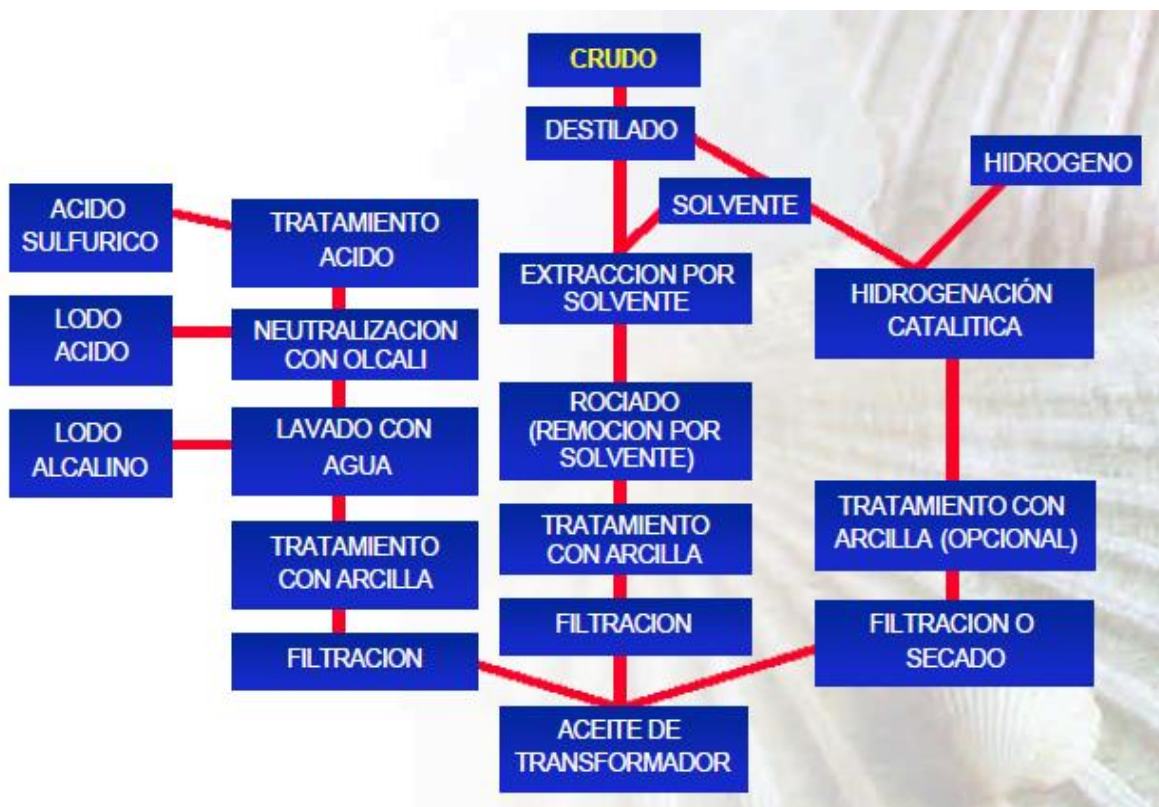 CRUDO
DESTILADO
HIDROGENO
SOLVENTE
ACIDO
SULFURICO
TRATAMIENTO
ACIDO
EXTRACCION POR
SOLVENTE
HIDROGENACIÓN
CATALITICA
LODO
ACIDO
NEUTRALIZACION
CON OLCALI
ROCIADO
(REMOCION POR
SOLVENTE)
LODO
ALCALINO
LAVADO CON
AGUA
TRATAMIENTO
CON ARCILLA
TRATAMIENTO
CON ARCILLA
TRATAMIENTO CON
ARCILLA (OPCIONAL)
FILTRACION
FILTRACION
FILTRACION O
SECADO
ACEITE DE
TRANSFORMADOR